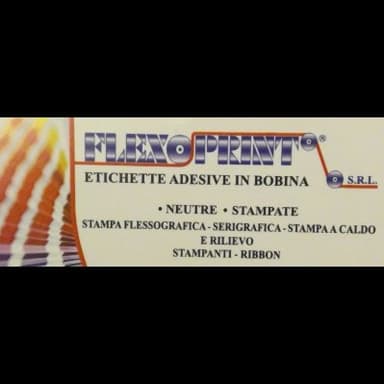 FLEXOPRINT®
ETICHETTE ADESIVE IN BOBINA S.R.L.
• NEUTRE • STAMPATE
STAMPA FLESSOGRAFICA - SERIGRAFICA - STAMPA A CALDO
E RILIEVO
STAMPANTI - RIBBON